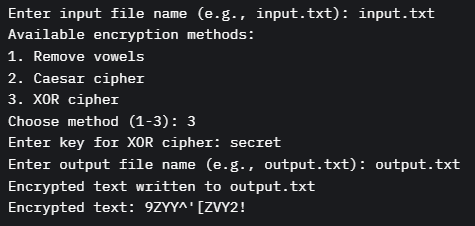 Enter input file name (e.g., input.txt): input.txt
Available encryption methods:
1. Remove vowels
2. Caesar cipher
3. XOR cipher
Choose method (1-3): 3
Enter key for XOR cipher: secret
Enter output file name (e.g., output.txt): output.txt
Encrypted text written to output.txt
Encrypted text: 9ZYY^'[ZVY2!